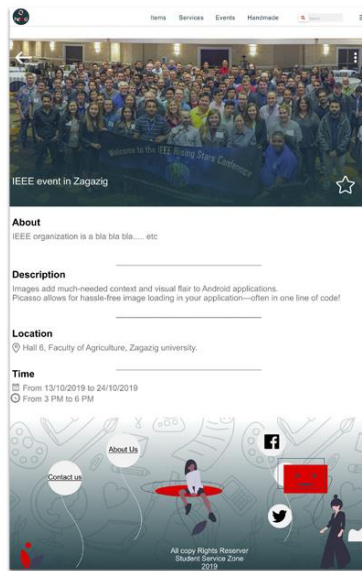 Items Services Events Handmade
Welcome to the IEEE Rising Stars Conference
IEEE event in Zagazig
About
IEEE organization is a bla bla bla..... etc
Description
Images add much-needed context and visual flair to Android applications.
Picasso allows for hassle-free image loading in your application—often in one line of code!
Location
Hall 6, Faculty of Agriculture, Zagazig university.
Time
From 13/10/2019 to 24/10/2019
From 3 PM to 6 PM
About Us
Contact us
All copy Rights Reserver
Student Service Zone
2019